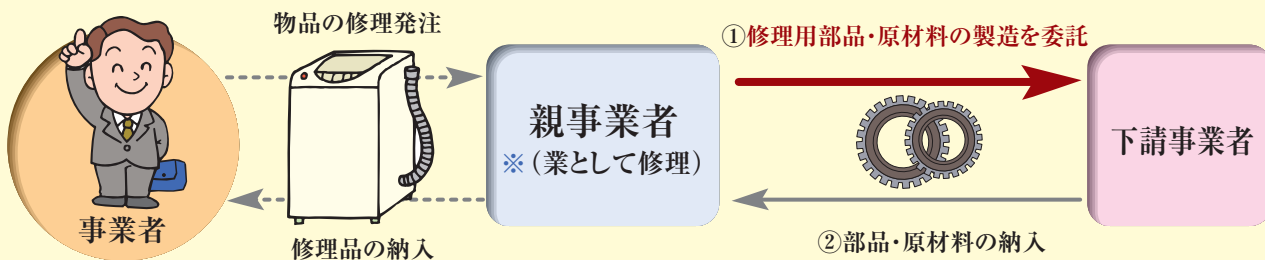 物品の修理発注
事業者
修理品の納入
親事業者
※(業として修理)
①修理用部品・原材料の製造を委託
②部品・原材料の納入
下請事業者